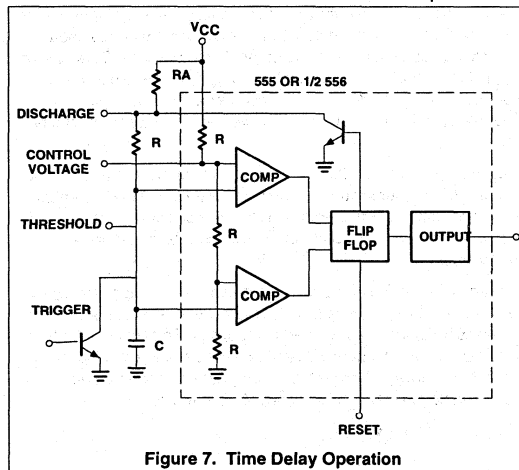 VCC
RA
555 OR 1/2 556
DISCHARGE
R
R
CONTROL
VOLTAGE
COMP
THRESHOLD
R
FLIP
FLOP
OUTPUT
COMP
TRIGGER
C
R
RESET
Figure 7. Time Delay Operation